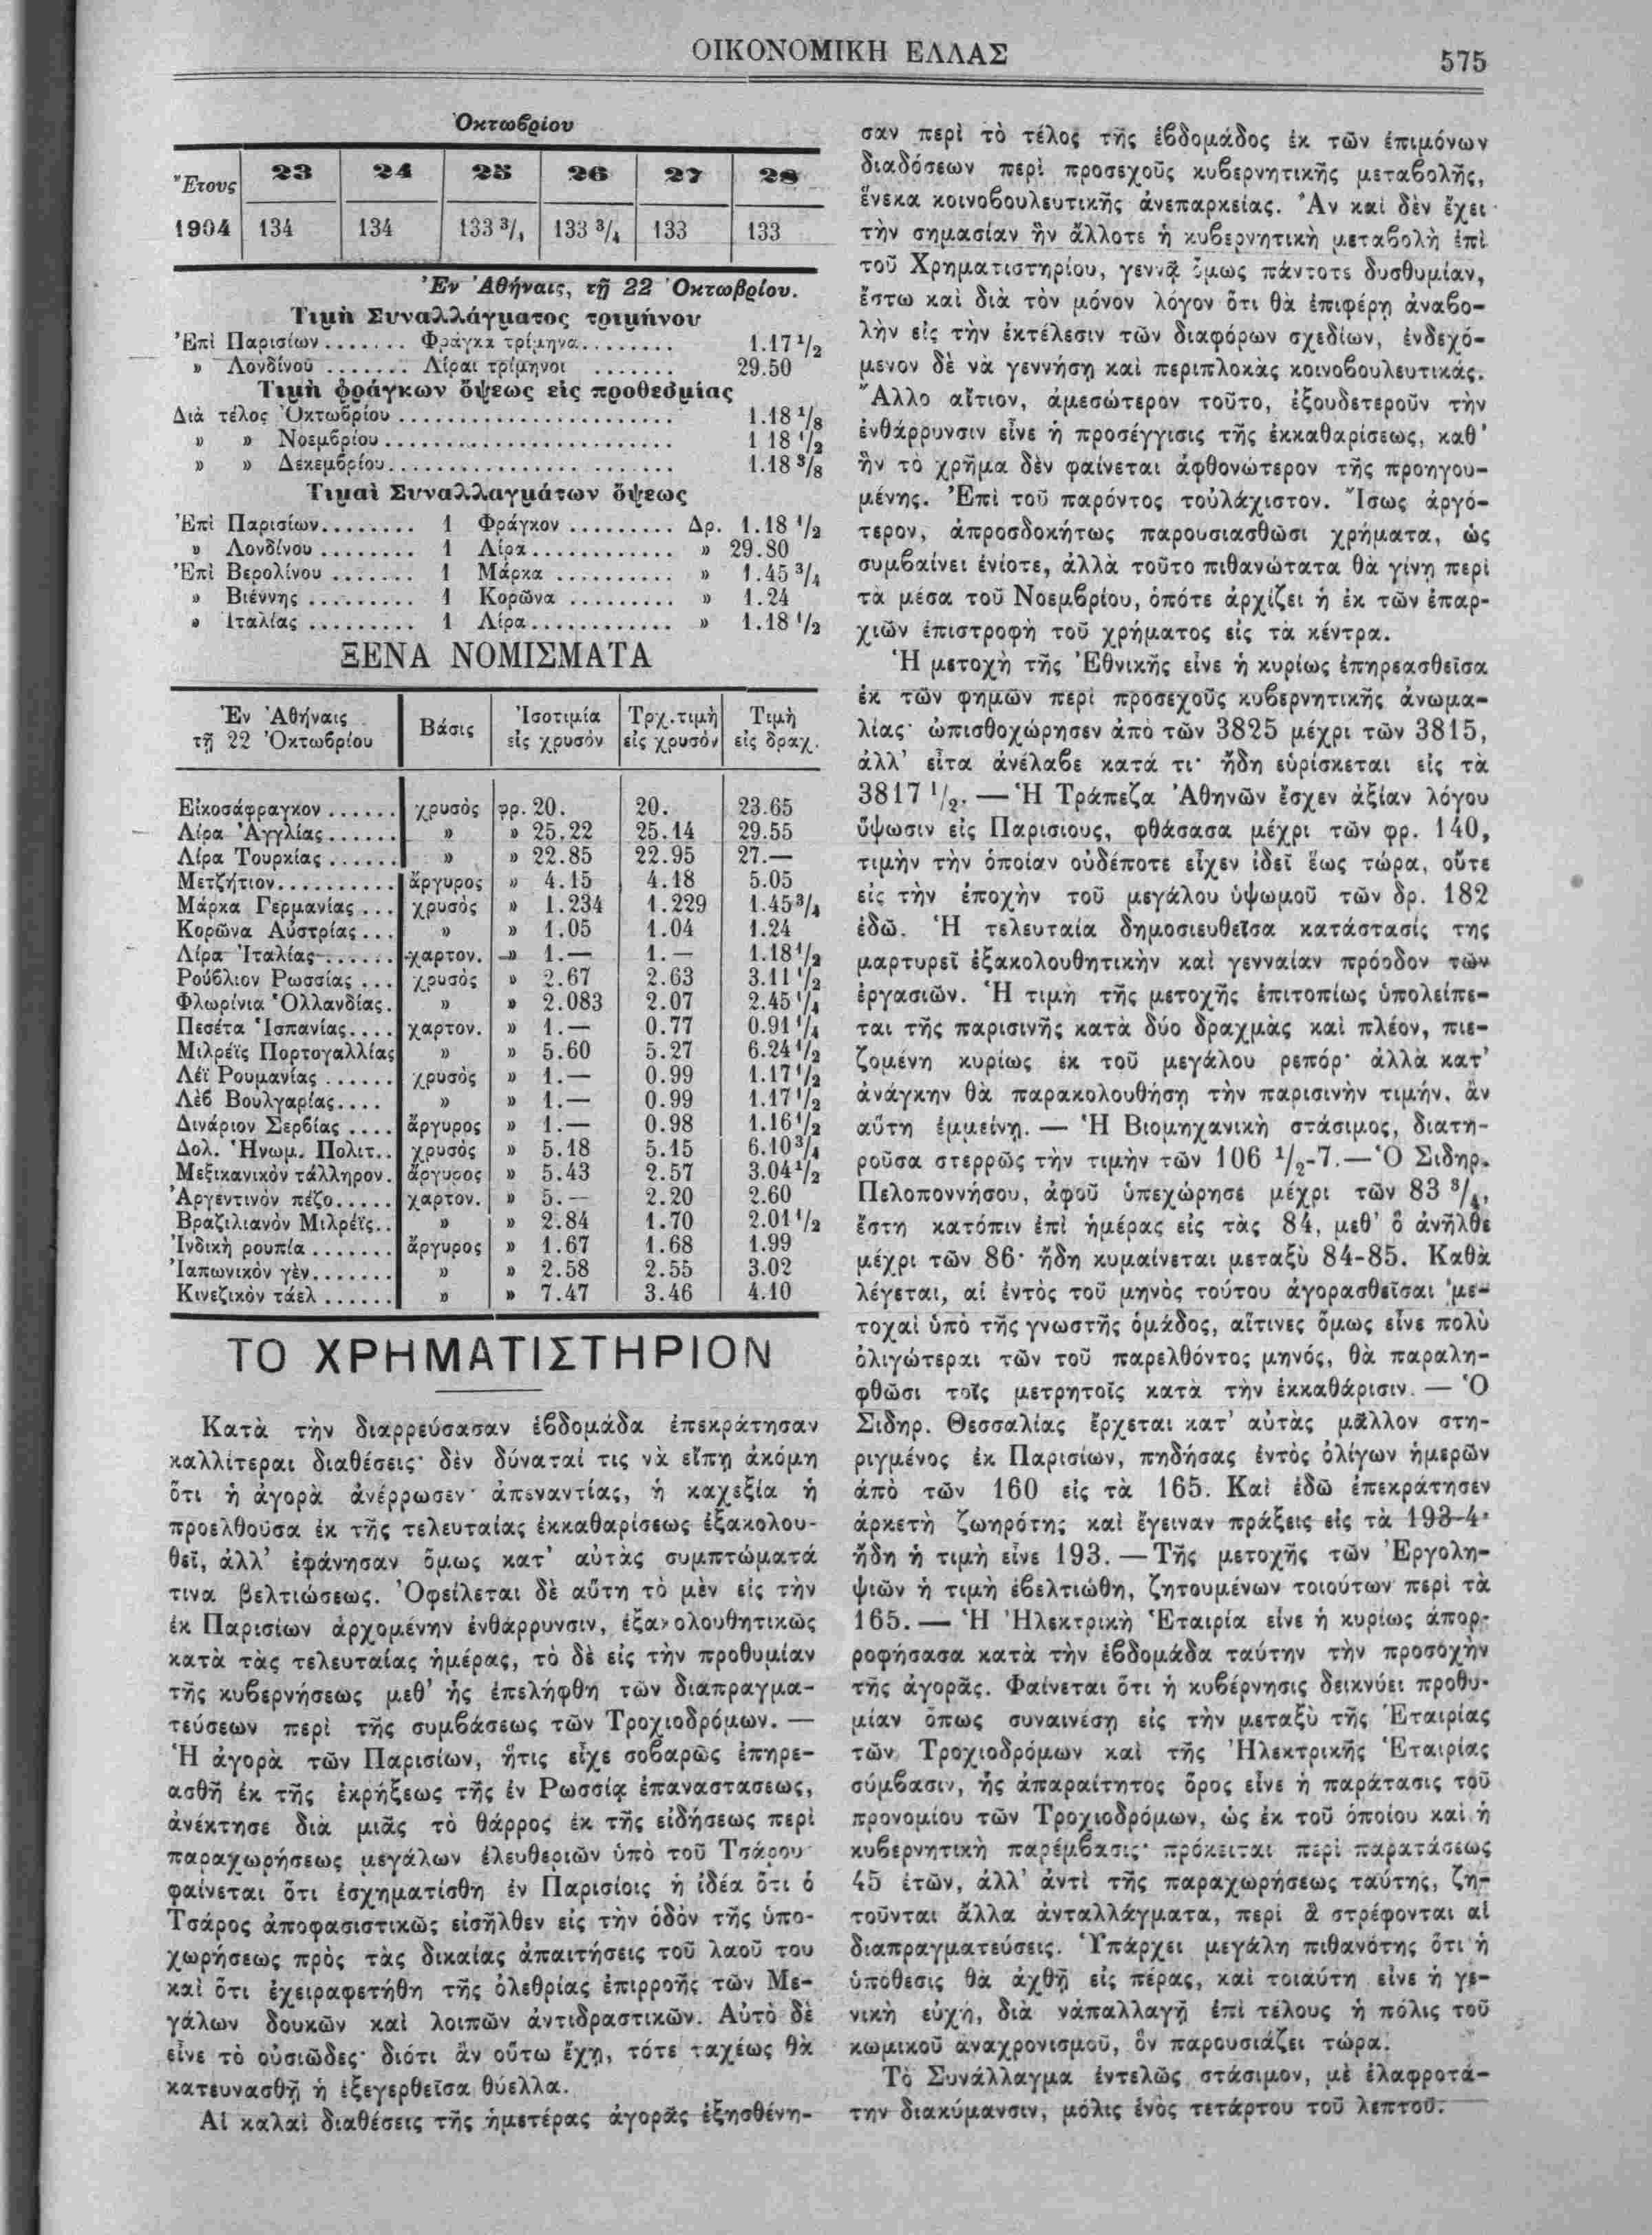 ΟΙΚΟΝΟΜΙΚΗ ΕΛΛΑΣ
575
Ὀκτωβρίου
Ἔτους 23 24 25 26 27 28
1904 134 134 133 3/4 133 3/4 133 133
Ἐν Ἀθήναις, τῇ 22 Ὀκτωβρίου.
Τιμὴ Συναλλάγματος τριμήνου
Ἐπὶ Παρισίων ....... Φράγκα τρίμηνα ........ 1.17 1/2
» Λονδίνου ....... Λίραι τρίμηνοι ....... 29.50
Τιμὴ φράγκων ὄψεως εἰς προθεσμίας
Διὰ τέλος Ὀκτωβρίου ........ 1.18 1/8
» » Νοεμβρίου ........ 1 18 1/2
» » Δεκεμβρίου ........ 1.18 3/8
Τιμαὶ Συναλλαγμάτων ὄψεως
Ἐπὶ Παρισίων ........ 1 Φράγκον ......... Δρ. 1.18 1/2
» Λονδίνου ........ 1 Λίρα ............ » 29.80
Ἐπὶ Βερολίνου ....... 1 Μάρκα .......... » 1.45 3/4
» Βιέννης ......... 1 Κορῶνα ......... » 1.24
» Ἰταλίας ......... 1 Λίρα ............ » 1.18 1/2
ΞΕΝΑ ΝΟΜΙΣΜΑΤΑ
Ἐν Ἀθήναις Βάσις Ἰσοτιμία Τρχ.τιμὴ Τιμὴ
τῇ 22 Ὀκτωβρίου εἰς χρυσόν εἰς χρυσόν εἰς δραχ.
Εἰκοσάφραγκον ...... χρυσὸς φρ. 20. 20. 23.65
Λίρα Ἀγγλίας ...... » » 25.22 25.14 29.55
Λίρα Τουρκίας ...... » » 22.85 22.95 27.—
Μετζήτιον .......... ἄργυρος » 4.15 4.18 5.05
Μάρκα Γερμανίας ... χρυσὸς » 1.234 1.229 1.45 3/4
Κορῶνα Αὐστρίας ... » » 1.05 1.04 1.24
Λίρα Ἰταλίας ...... χαρτον. » 1.— 1.— 1.18 1/2
Ρούβλιον Ρωσσίας ... χρυσὸς » 2.67 2.63 3.11 1/2
Φλωρίνια Ὁλλανδίας. » » 2.083 2.07 2.45 1/4
Πεσέτα Ἰσπανίας .... χαρτον. » 1.— 0.77 0.91 1/4
Μιλρέϊς Πορτογαλλίας » » 5.60 5.27 6.24 1/2
Λέϊ Ρουμανίας ...... χρυσὸς » 1.— 0.99 1.17 1/2
Λὲβ Βουλγαρίας .... » » 1.— 0.99 1.17 1/2
Δινάριον Σερβίας .... ἄργυρος » 1.— 0.98 1.16 1/2
Δολ. Ἡνωμ. Πολιτ.. χρυσὸς » 5.18 5.15 6.10 3/4
Μεξικανικὸν τάλληρον. ἄργυρος » 5.43 2.57 3.04 1/2
Ἀργεντινὸν πέζο ..... χαρτον. » 5.— 2.20 2.60
Βραζιλιανὸν Μιλρέϊς.. » » 2.84 1.70 2.01 1/2
Ἰνδικὴ ρουπία ....... ἄργυρος » 1.67 1.68 1.99
Ἰαπωνικὸν γὲν ....... » » 2.58 2.55 3.02
Κινεζικὸν τάελ ...... » » 7.47 3.46 4.10
ΤΟ ΧΡΗΜΑΤΙΣΤΗΡΙΟΝ
Κατὰ τὴν διαρρεύσασαν ἑβδομάδα ἐπεκράτησαν
καλλίτεραι διαθέσεις· δὲν δύναταί τις νὰ εἴπῃ ἀκόμη
ὅτι ἡ ἀγορὰ ἀνέρρωσεν· ἀπεναντίας, ἡ καχεξία ἡ
προελθοῦσα ἐκ τῆς τελευταίας ἐκκαθαρίσεως ἐξακολου-
θεῖ, ἀλλ' ἐφάνησαν ὅμως κατ' αὐτὰς συμπτώματά
τινα βελτιώσεως. Ὀφείλεται δὲ αὕτη τὸ μὲν εἰς τὴν
ἐκ Παρισίων ἀρχομένην ἐνθάρρυνσιν, ἐξακολουθητικῶς
κατὰ τὰς τελευταίας ἡμέρας, τὸ δὲ εἰς τὴν προθυμίαν
τῆς κυβερνήσεως μεθ' ἧς ἐπελήφθη τῶν διαπραγμα-
τεύσεων περὶ τῆς συμβάσεως τῶν Τροχιοδρόμων. —
Ἡ ἀγορὰ τῶν Παρισίων, ἥτις εἶχε σοβαρῶς ἐπηρε-
ασθῆ ἐκ τῆς ἐκρήξεως τῆς ἐν Ρωσσίᾳ ἐπαναστασεως,
ἀνέκτησε διὰ μιᾶς τὸ θάρρος ἐκ τῆς εἰδήσεως περὶ
παραχωρήσεως μεγάλων ἐλευθεριῶν ὑπὸ τοῦ Τσάρου·
φαίνεται ὅτι ἐσχηματίσθη ἐν Παρισίοις ἡ ἰδέα ὅτι ὁ
Τσάρος ἀποφασιστικῶς εἰσῆλθεν εἰς τὴν ὁδὸν τῆς ὑπο-
χωρήσεως πρὸς τὰς δικαίας ἀπαιτήσεις τοῦ λαοῦ του
καὶ ὅτι ἐχειραφετήθη τῆς ὀλεθρίας ἐπιρροῆς τῶν Με-
γάλων δουκῶν καὶ λοιπῶν ἀντιδραστικῶν. Αὐτὸ δὲ
εἶνε τὸ οὐσιῶδες· διότι ἂν οὕτω ἔχῃ, τότε ταχέως θὰ
κατευνασθῇ ἡ ἐξεγερθεῖσα θύελλα.
Αἱ καλαὶ διαθέσεις τῆς ἡμετέρας ἀγορᾶς ἐξησθένη-
σαν περὶ τὸ τέλος τῆς ἑβδομάδος ἐκ τῶν ἐπιμόνων
διαδόσεων περὶ προσεχοῦς κυβερνητικῆς μεταβολῆς,
ἕνεκα κοινοβουλευτικῆς ἀνεπαρκείας. Ἂν καὶ δὲν ἔχει
τὴν σημασίαν ἣν ἄλλοτε ἡ κυβερνητικὴ μεταβολὴ ἐπὶ
τοῦ Χρηματιστηρίου, γεννᾷ ὅμως πάντοτε δυσθυμίαν,
ἔστω καὶ διὰ τὸν μόνον λόγον ὅτι θὰ ἐπιφέρῃ ἀναβο-
λὴν εἰς τὴν ἐκτέλεσιν τῶν διαφόρων σχεδίων, ἐνδεχό-
μενον δὲ νὰ γεννήσῃ καὶ περιπλοκὰς κοινοβουλευτικάς.
Ἄλλο αἴτιον, ἀμεσώτερον τοῦτο, ἐξουδετεροῦν τὴν
ἐνθάρρυνσιν εἶνε ἡ προσέγγισις τῆς ἐκκαθαρίσεως, καθ'
ἣν τὸ χρῆμα δὲν φαίνεται ἀφθονώτερον τῆς προηγου-
μένης. Ἐπὶ τοῦ παρόντος τοὐλάχιστον. Ἴσως ἀργό-
τερον, ἀπροσδοκήτως παρουσιασθῶσι χρήματα, ὡς
συμβαίνει ἐνίοτε, ἀλλὰ τοῦτο πιθανώτατα θὰ γίνῃ περὶ
τὰ μέσα τοῦ Νοεμβρίου, ὁπότε ἀρχίζει ἡ ἐκ τῶν ἐπαρ-
χιῶν ἐπιστροφὴ τοῦ χρήματος εἰς τὰ κέντρα.
Ἡ μετοχὴ τῆς Ἐθνικῆς εἶνε ἡ κυρίως ἐπηρεασθεῖσα
ἐκ τῶν φημῶν περὶ προσεχοῦς κυβερνητικῆς ἀνωμα-
λίας· ὠπισθοχώρησεν ἀπὸ τῶν 3825 μέχρι τῶν 3815,
ἀλλ' εἶτα ἀνέλαβε κατά τι· ἤδη εὑρίσκεται εἰς τὰ
3817 1/2. — Ἡ Τράπεζα Ἀθηνῶν ἔσχεν ἀξίαν λόγου
ὕψωσιν εἰς Παρισιους, φθάσασα μέχρι τῶν φρ. 140,
τιμὴν τὴν ὁποίαν οὐδέποτε εἶχεν ἰδεῖ ἕως τώρα, οὔτε
εἰς τὴν ἐποχὴν τοῦ μεγάλου ὑψωμοῦ τῶν δρ. 182
ἐδῶ. Ἡ τελευταία δημοσιευθεῖσα κατάστασίς της
μαρτυρεῖ ἐξακολουθητικὴν καὶ γενναίαν πρόοδον τῶν
ἐργασιῶν. Ἡ τιμὴ τῆς μετοχῆς ἐπιτοπίως ὑπολείπε-
ται τῆς παρισινῆς κατὰ δύο δραχμὰς καὶ πλέον, πιε-
ζομένη κυρίως ἐκ τοῦ μεγάλου ρεπόρ· ἀλλὰ κατ'
ἀνάγκην θὰ παρακολουθήσῃ τὴν παρισινὴν τιμήν, ἂν
αὕτη ἐμμείνῃ. — Ἡ Βιομηχανικὴ στάσιμος, διατη-
ροῦσα στερρῶς τὴν τιμὴν τῶν 106 1/2-7. — Ὁ Σιδηρ.
Πελοποννήσου, ἀφοῦ ὑπεχώρησε μέχρι τῶν 83 3/4,
ἔστη κατόπιν ἐπὶ ἡμέρας εἰς τὰς 84, μεθ' ὃ ἀνῆλθε
μέχρι τῶν 86· ἤδη κυμαίνεται μεταξὺ 84-85. Καθὰ
λέγεται, αἱ ἐντὸς τοῦ μηνὸς τούτου ἀγορασθεῖσαι με-
τοχαὶ ὑπὸ τῆς γνωστῆς ὁμάδος, αἵτινες ὅμως εἶνε πολὺ
ὀλιγώτεραι τῶν τοῦ παρελθόντος μηνός, θὰ παραλη-
φθῶσι τοῖς μετρητοῖς κατὰ τὴν ἐκκαθάρισιν. — Ὁ
Σιδηρ. Θεσσαλίας ἔρχεται κατ' αὐτὰς μᾶλλον στη-
ριγμένος ἐκ Παρισίων, πηδήσας ἐντὸς ὀλίγων ἡμερῶν
ἀπὸ τῶν 160 εἰς τὰ 165. Καὶ ἐδῶ ἐπεκράτησεν
ἀρκετὴ ζωηρότης καὶ ἔγειναν πράξεις εἰς τὰ 193-4·
ἤδη ἡ τιμὴ εἶνε 193. — Τῆς μετοχῆς τῶν Ἐργολη-
ψιῶν ἡ τιμὴ ἐβελτιώθη, ζητουμένων τοιούτων περὶ τὰ
165. — Ἡ Ἠλεκτρικὴ Ἑταιρία εἶνε ἡ κυρίως ἀπορ-
ροφήσασα κατὰ τὴν ἑβδομάδα ταύτην τὴν προσοχὴν
τῆς ἀγορᾶς. Φαίνεται ὅτι ἡ κυβέρνησις δεικνύει προθυ-
μίαν ὅπως συναινέσῃ εἰς τὴν μεταξὺ τῆς Ἑταιρίας
τῶν Τροχιοδρόμων καὶ τῆς Ἠλεκτρικῆς Ἑταιρίας
σύμβασιν, ἧς ἀπαραίτητος ὅρος εἶνε ἡ παράτασις τοῦ
προνομίου τῶν Τροχιοδρόμων, ὡς ἐκ τοῦ ὁποίου καὶ ἡ
κυβερνητικὴ παρέμβασις· πρόκειται περὶ παρατάσεως
45 ἐτῶν, ἀλλ' ἀντὶ τῆς παραχωρήσεως ταύτης, ζη-
τοῦνται ἄλλα ἀνταλλάγματα, περὶ ἃ στρέφονται αἱ
διαπραγματεύσεις. Ὑπάρχει μεγάλη πιθανότης ὅτι ἡ
ὑπόθεσις θὰ ἀχθῇ εἰς πέρας, καὶ τοιαύτη εἶνε ἡ γε-
νικὴ εὐχή, διὰ νἀπαλλαγῇ ἐπὶ τέλους ἡ πόλις τοῦ
κωμικοῦ ἀναχρονισμοῦ, ὃν παρουσιάζει τώρα.
Τὸ Συνάλλαγμα ἐντελῶς στάσιμον, μὲ ἐλαφροτά-
την διακύμανσιν, μόλις ἑνὸς τετάρτου τοῦ λεπτοῦ.